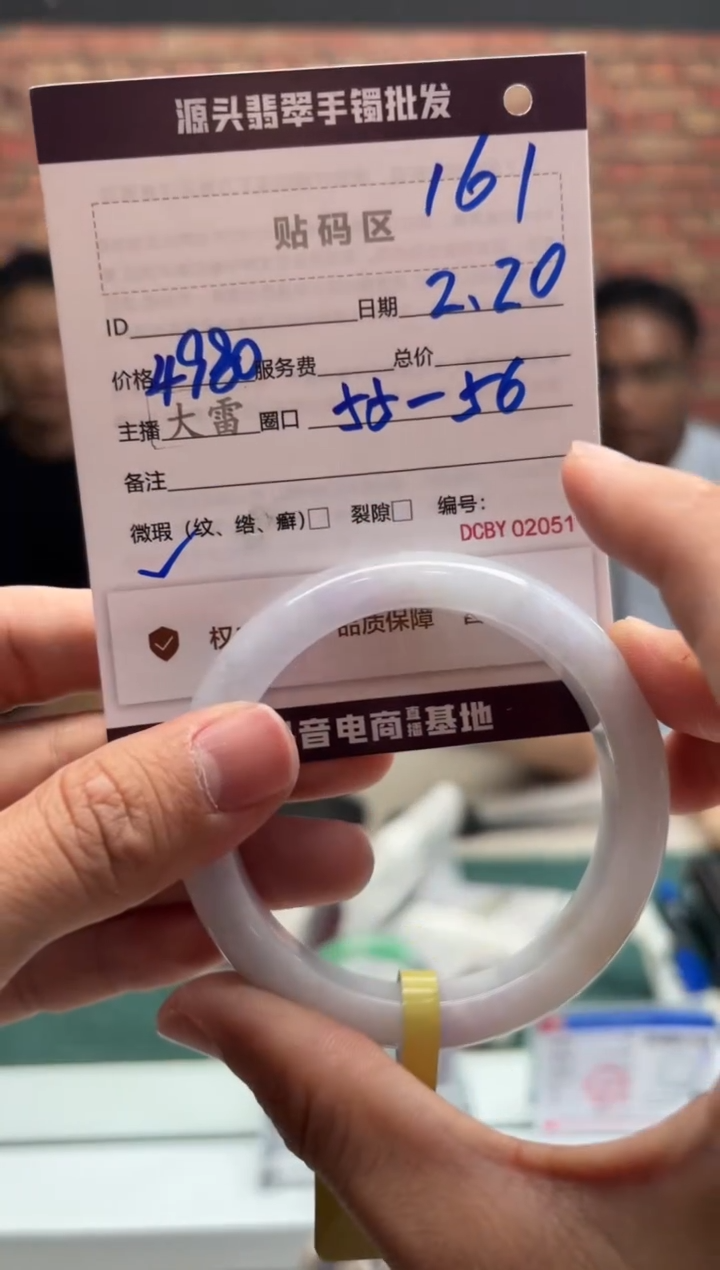 源头翡翠手镯批发
161
贴码区
ID 日期 2.20
价格 4980 服务费 总价
主播 大雷 圈口 55-56
备注
微瑕（纹、绺、癣）□ 裂隙□ 编号：
✓ DCBY 02051
权 品质保障
音电商直播基地